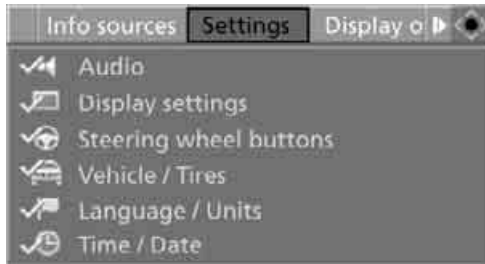 Info sources Settings Display o
Audio
Display settings
Steering wheel buttons
Vehicle / Tires
Language / Units
Time / Date